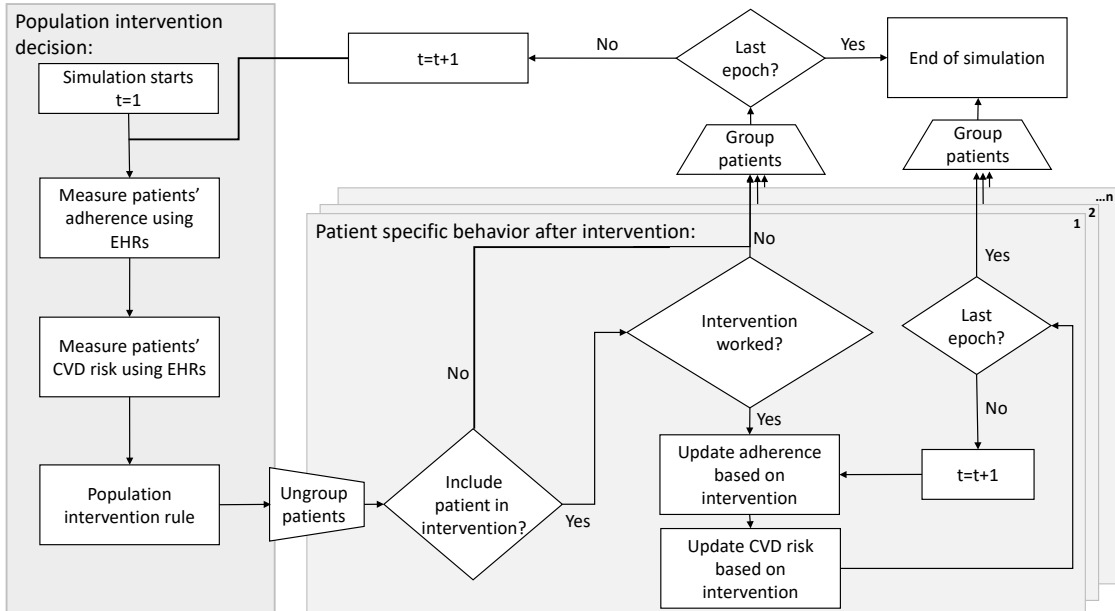 Population intervention
decision:
Simulation starts
t=1
Measure patients’
adherence using
EHRs
Measure patients’
CVD risk using EHRs
Population
intervention rule
Ungroup
patients
t=t+1
No
Last
epoch?
Yes
End of simulation
Group
patients
Group
patients
...n
2
1
Patient specific behavior after intervention:
No
Yes
Intervention
worked?
Last
epoch?
No
Yes
No
Include
patient in
intervention?
Yes
Update adherence
based on
intervention
t=t+1
Update CVD risk
based on
intervention